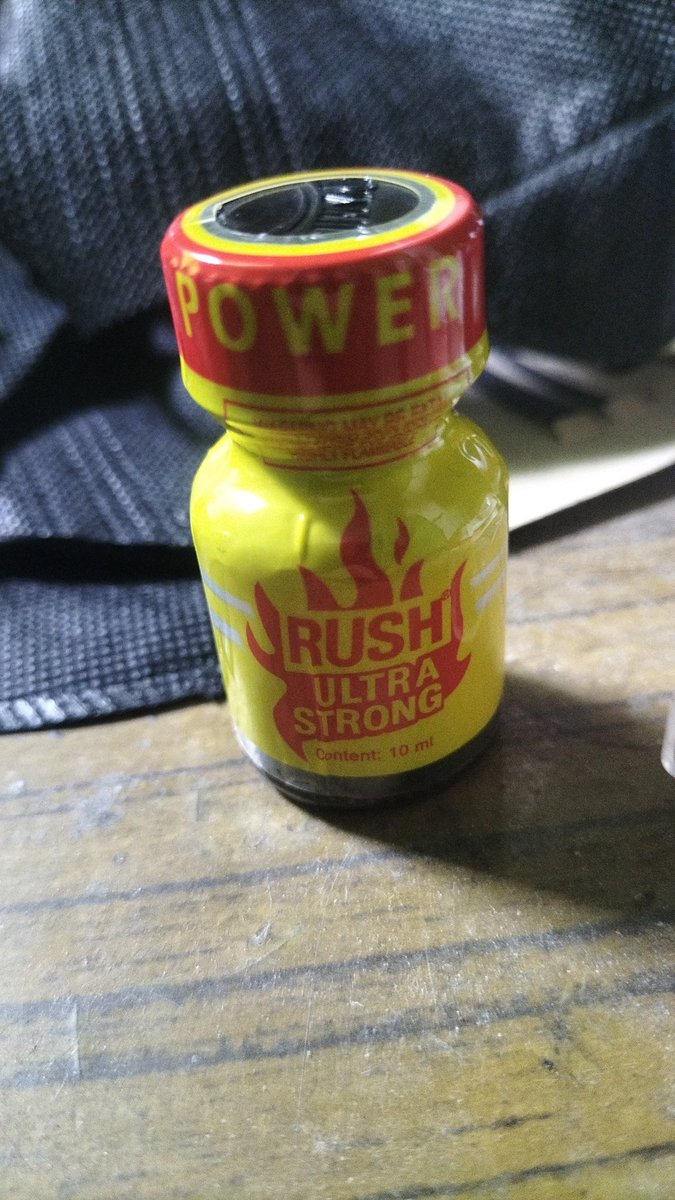 POWER
RUSH®
ULTRA
STRONG
Content: 10 ml